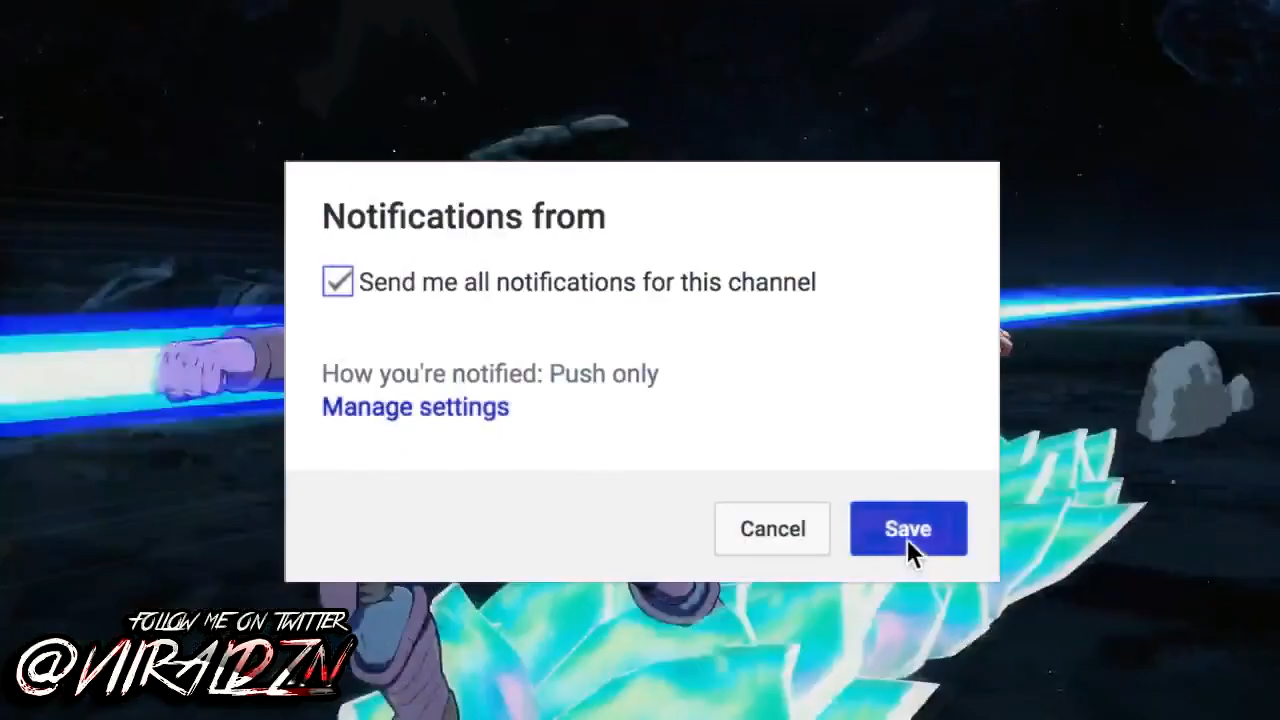 Notifications from
Send me all notifications for this channel
How you're notified: Push only
Manage settings
Cancel
Save
FOLLOW ME ON TWITTER
@VIIRALDZN